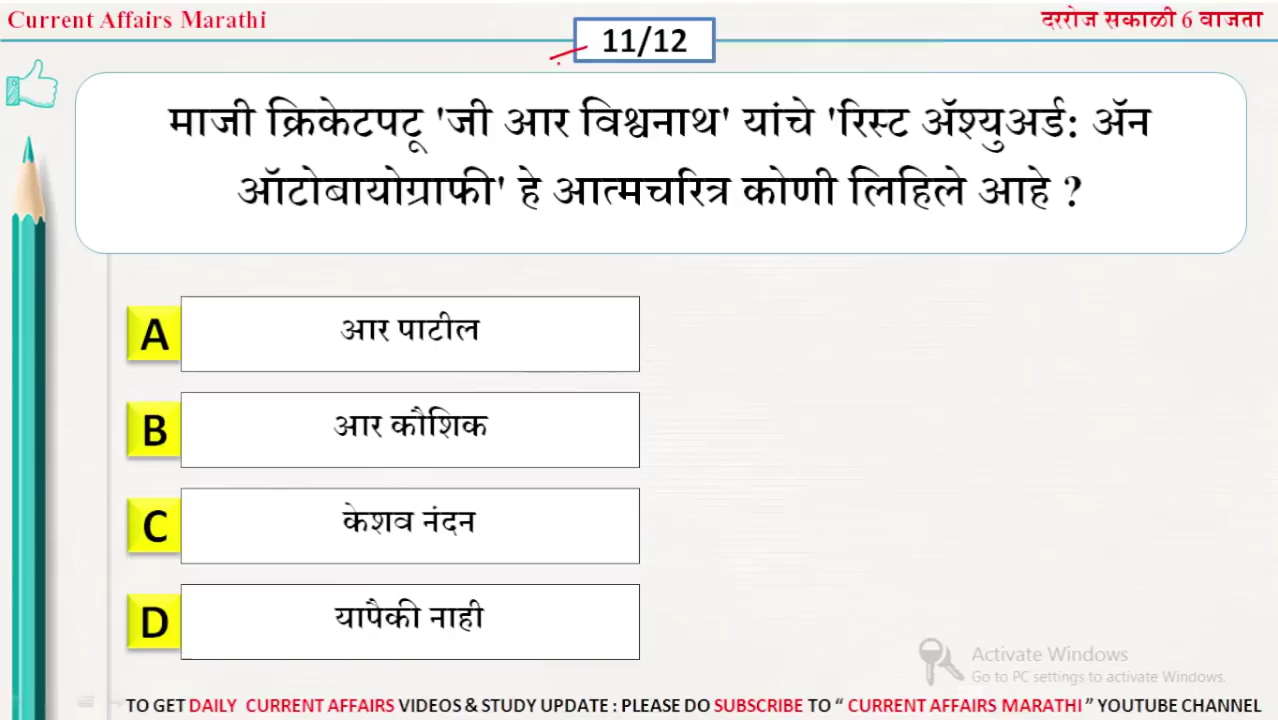 Current Affairs Marathi
दररोज सकाळी 6 वाजता
11/12
माजी क्रिकेटपटू 'जी आर विश्वनाथ' यांचे 'रिस्ट ॲश्युअर्ड: ॲन
ऑटोबायोग्राफी' हे आत्मचरित्र कोणी लिहिले आहे ?
A आर पाटील
B आर कौशिक
C केशव नंदन
D यापैकी नाही
Activate Windows
Go to PC settings to activate Windows.
TO GET DAILY CURRENT AFFAIRS VIDEOS & STUDY UPDATE : PLEASE DO SUBSCRIBE TO “ CURRENT AFFAIRS MARATHI ” YOUTUBE CHANNEL